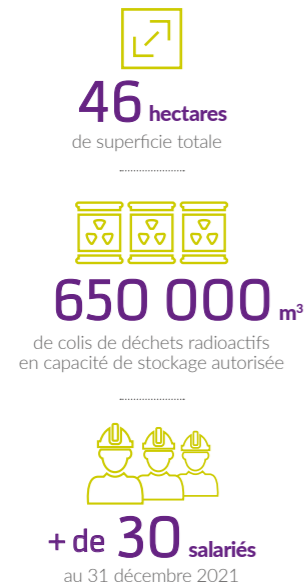 46 hectares
de superficie totale
650 000 m³
de colis de déchets radioactifs
en capacité de stockage autorisée
+ de 30 salariés
au 31 décembre 2021